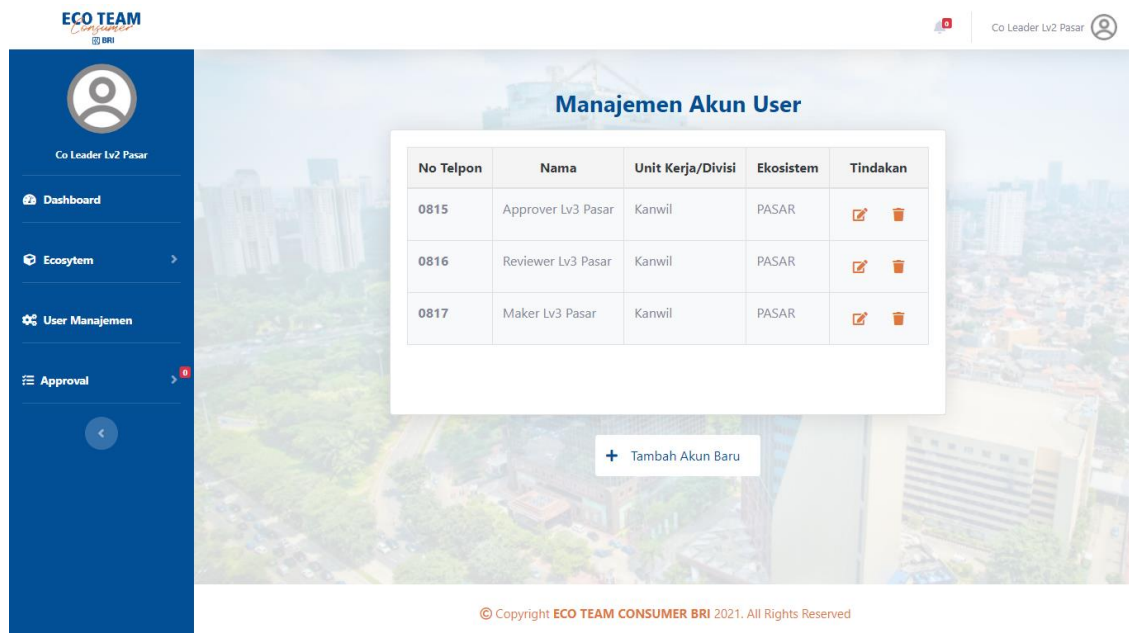 ECO TEAM
Consumer
BRI
0
Co Leader Lv2 Pasar
Co Leader Lv2 Pasar
Dashboard
Ecosytem
User Manajemen
Approval
0
Manajemen Akun User
No Telpon Nama Unit Kerja/Divisi Ekosistem Tindakan
0815 Approver Lv3 Pasar Kanwil PASAR
0816 Reviewer Lv3 Pasar Kanwil PASAR
0817 Maker Lv3 Pasar Kanwil PASAR
+ Tambah Akun Baru
© Copyright ECO TEAM CONSUMER BRI 2021. All Rights Reserved